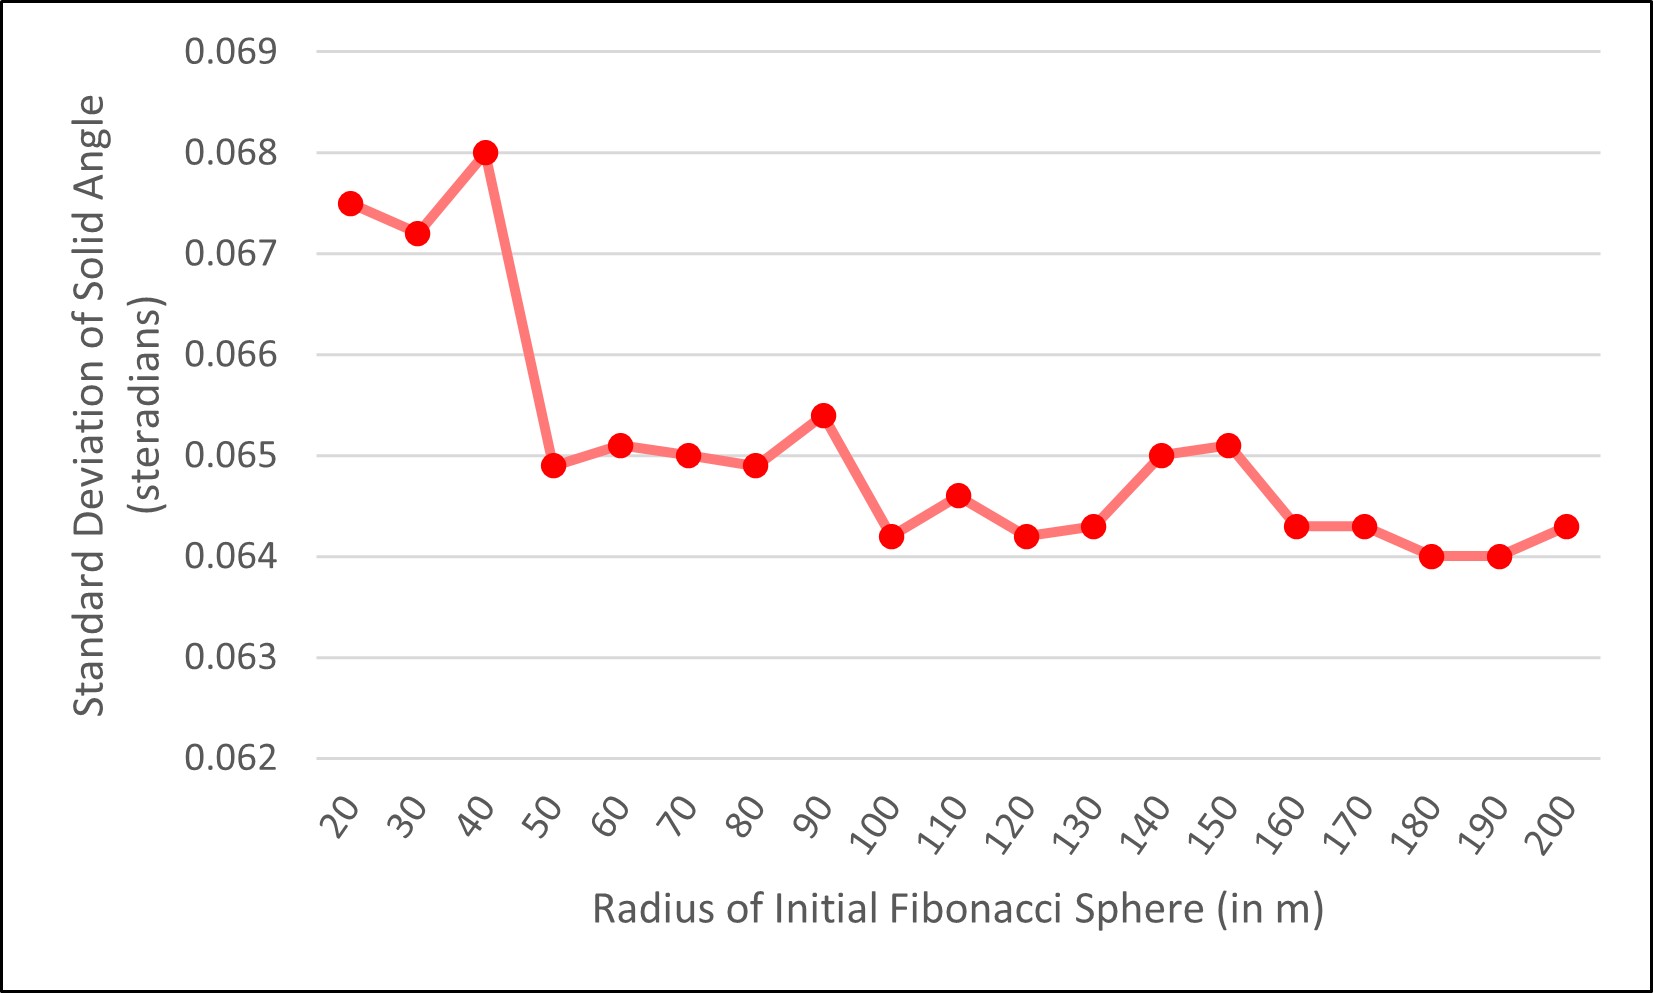 Standard Deviation of Solid Angle
(steradians)
0.069
0.068
0.067
0.066
0.065
0.064
0.063
0.062
20 30 40 50 60 70 80 90 100 110 120 130 140 150 160 170 180 190 200
Radius of Initial Fibonacci Sphere (in m)